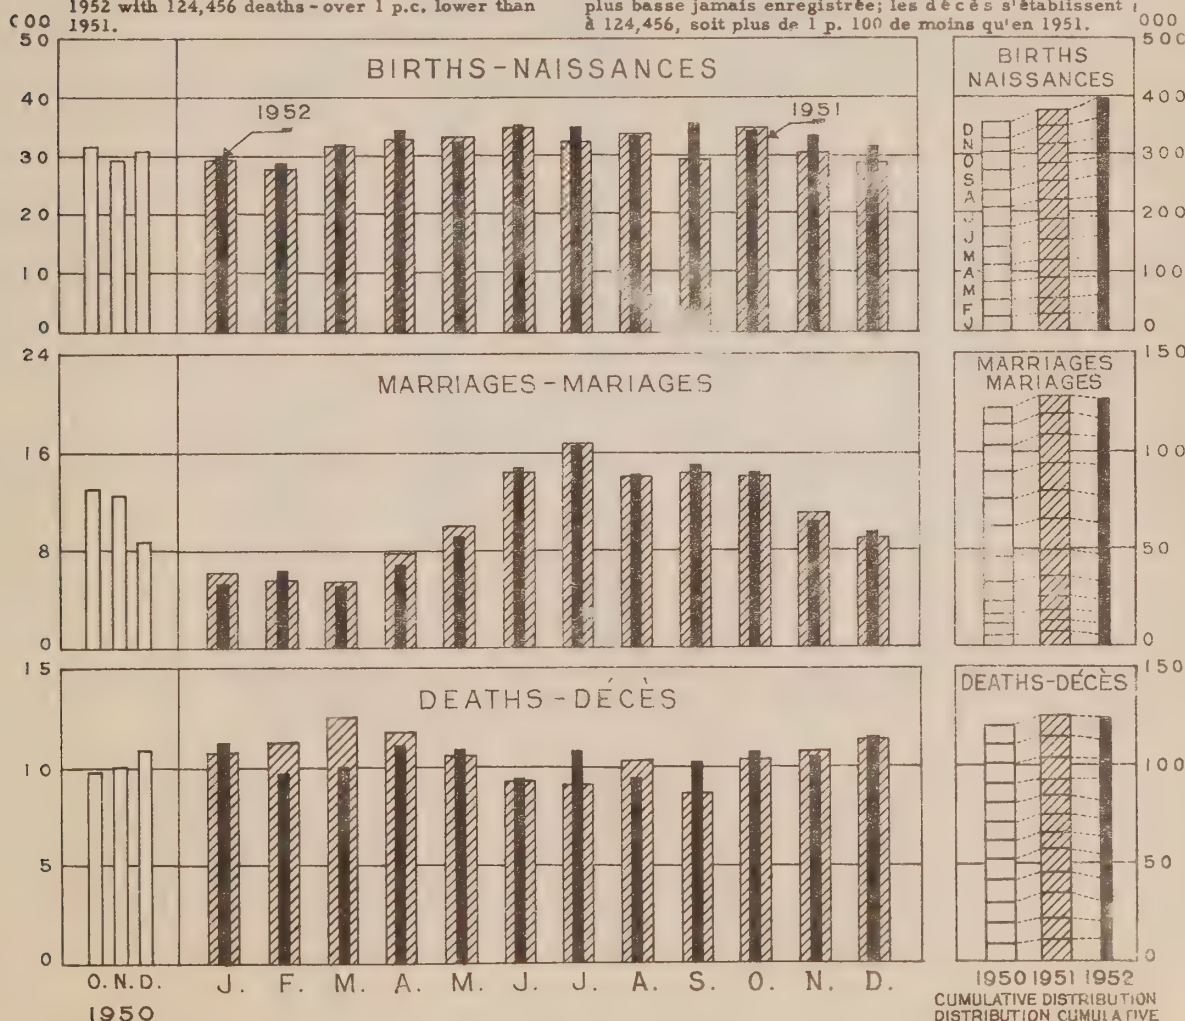 1952 with 124,456 deaths - over 1 p.c. lower than
1951.
plus basse jamais enregistrée; les décès s'établissent
à 124,456, soit plus de 1 p. 100 de moins qu'en 1951.
000
50
40
30
20
10
0
BIRTHS-NAISSANCES
1952
1951
000
BIRTHS
NAISSANCES
500
400
300
200
100
0
D
N
O
S
A
J
J
M
A
M
F
J
24
16
8
0
MARRIAGES-MARIAGES
MARRIAGES
MARIAGES
150
100
50
0
15
10
5
0
DEATHS-DÉCÈS
DEATHS-DÉCÈS
150
100
50
0
O. N. D. J. F. M. A. M. J. J. A. S. O. N. D.
1950
1950 1951 1952
CUMULATIVE DISTRIBUTION
DISTRIBUTION CUMULATIVE